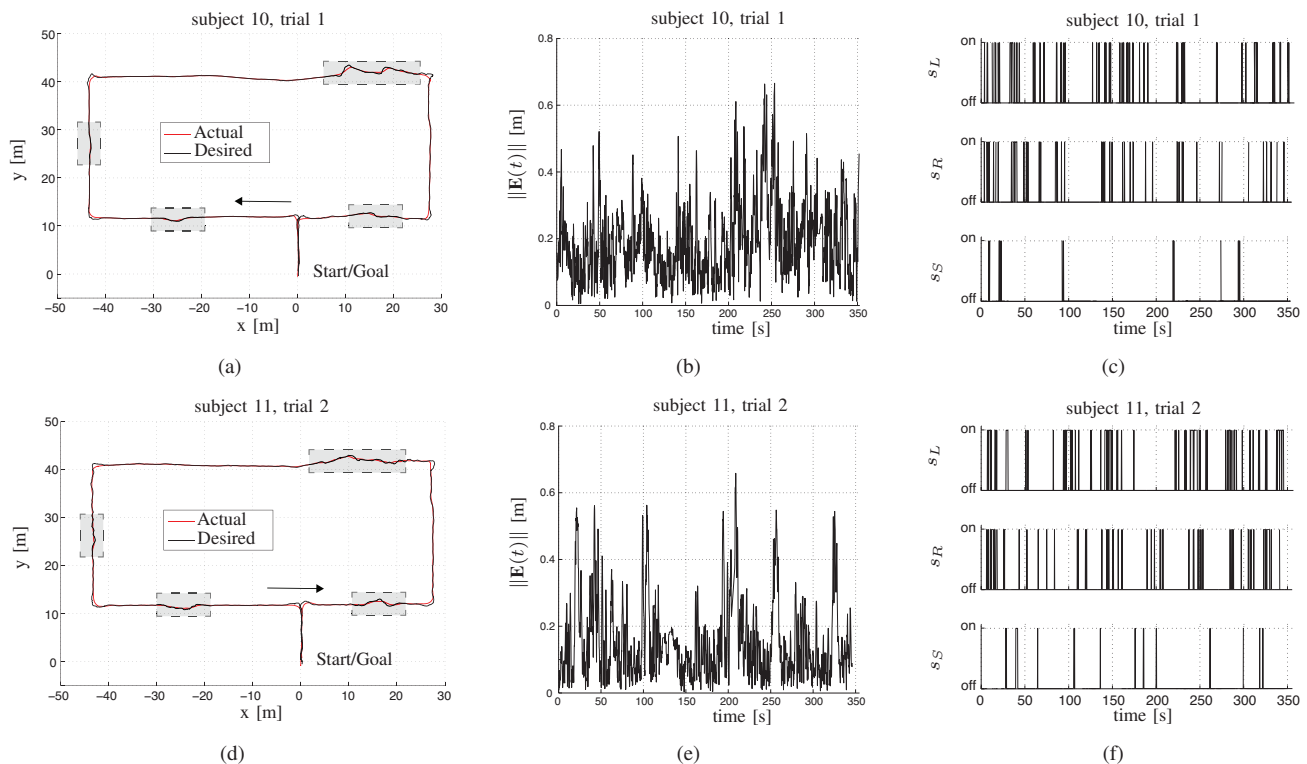 subject 10, trial 1
50
40
30
20
10
0
y [m]
Actual
Desired
Start/Goal
−50 −40 −30 −20 −10 0 10 20 30
x [m]
(a)
subject 10, trial 1
0.8
0.6
0.4
0.2
0
||E(t)|| [m]
0 50 100 150 200 250 300 350
time [s]
(b)
subject 10, trial 1
on
off
s_L
on
off
s_R
on
off
s_S
0 50 100 150 200 250 300 350
time [s]
(c)
subject 11, trial 2
50
40
30
20
10
0
y [m]
Actual
Desired
Start/Goal
−50 −40 −30 −20 −10 0 10 20 30
x [m]
(d)
subject 11, trial 2
0.8
0.6
0.4
0.2
0
||E(t)|| [m]
0 50 100 150 200 250 300 350
time [s]
(e)
subject 11, trial 2
on
off
s_L
on
off
s_R
on
off
s_S
0 50 100 150 200 250 300 350
time [s]
(f)